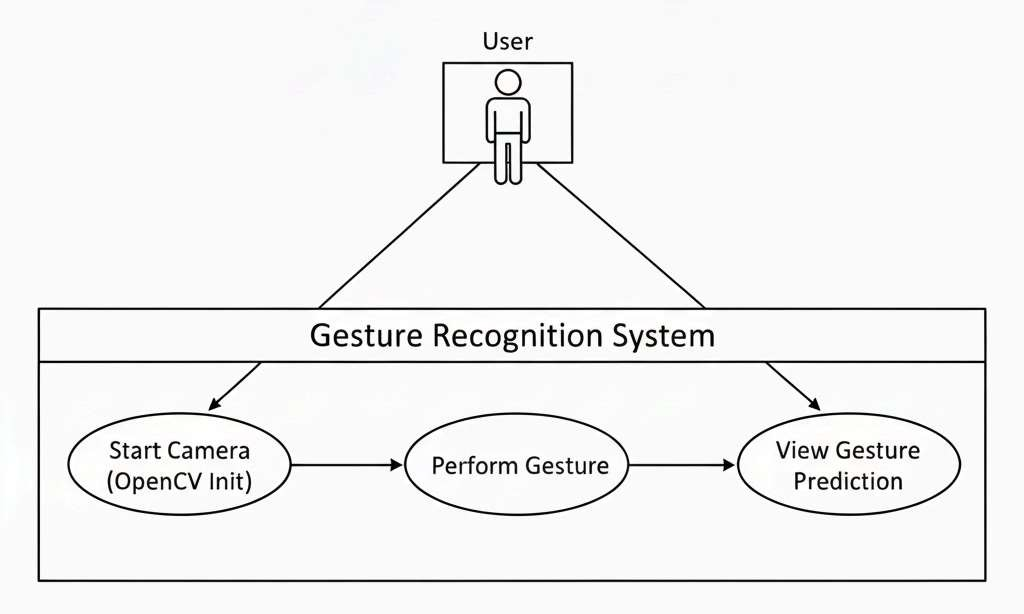 User
Gesture Recognition System
Start Camera
(OpenCV Init)
Perform Gesture
View Gesture
Prediction